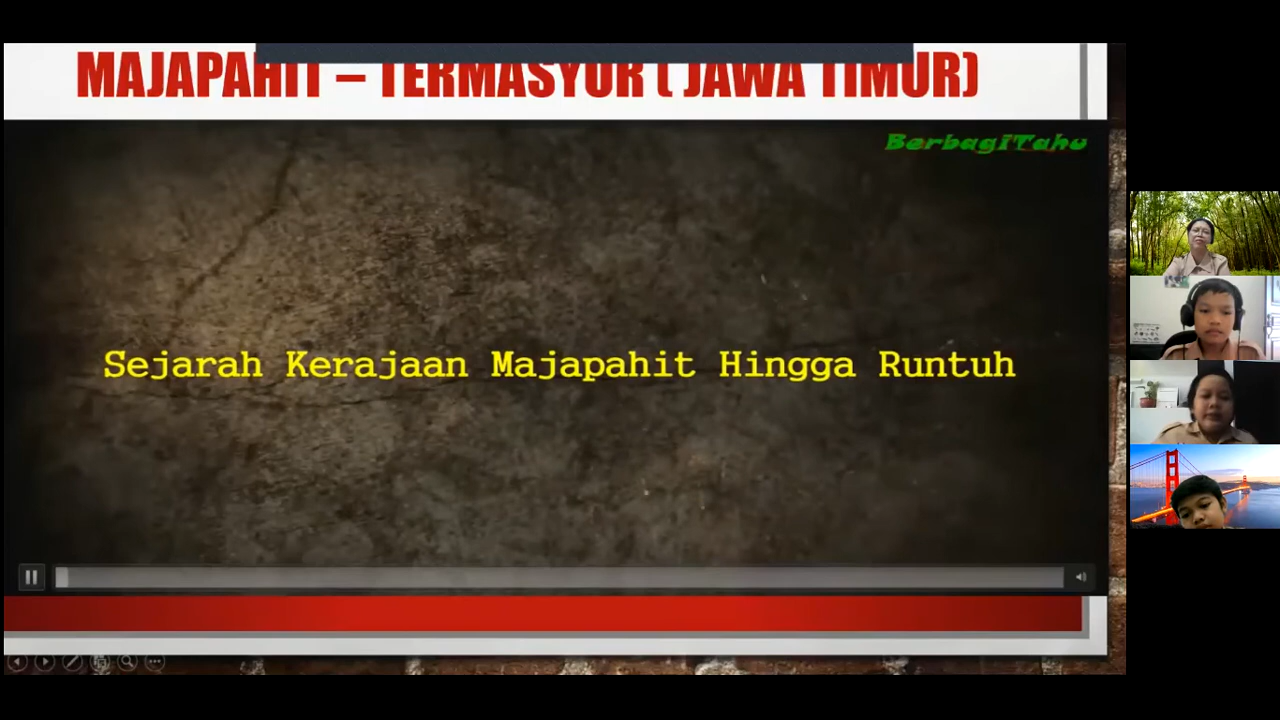 MAJAPAHIT – TERMASYUR ( JAWA TIMUR)
BerbagiTahu
Sejarah Kerajaan Majapahit Hingga Runtuh